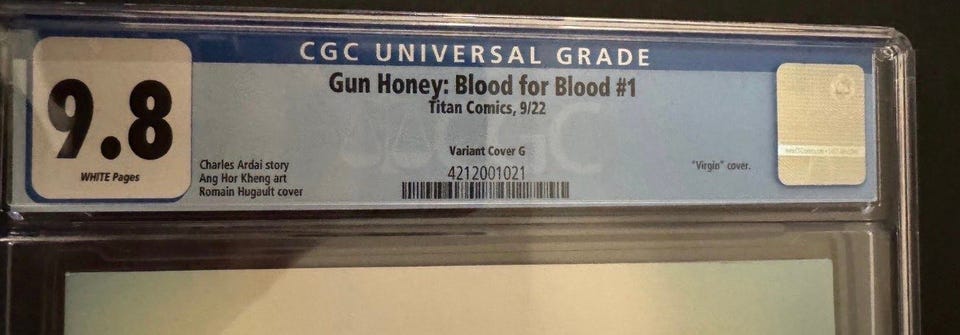 CGC UNIVERSAL GRADE
9.8
WHITE Pages
Gun Honey: Blood for Blood #1
Titan Comics, 9/22
Variant Cover G
4212001021
Charles Ardai story
Ang Hor Kheng art
Romain Hugault cover
"Virgin" cover.
CGC